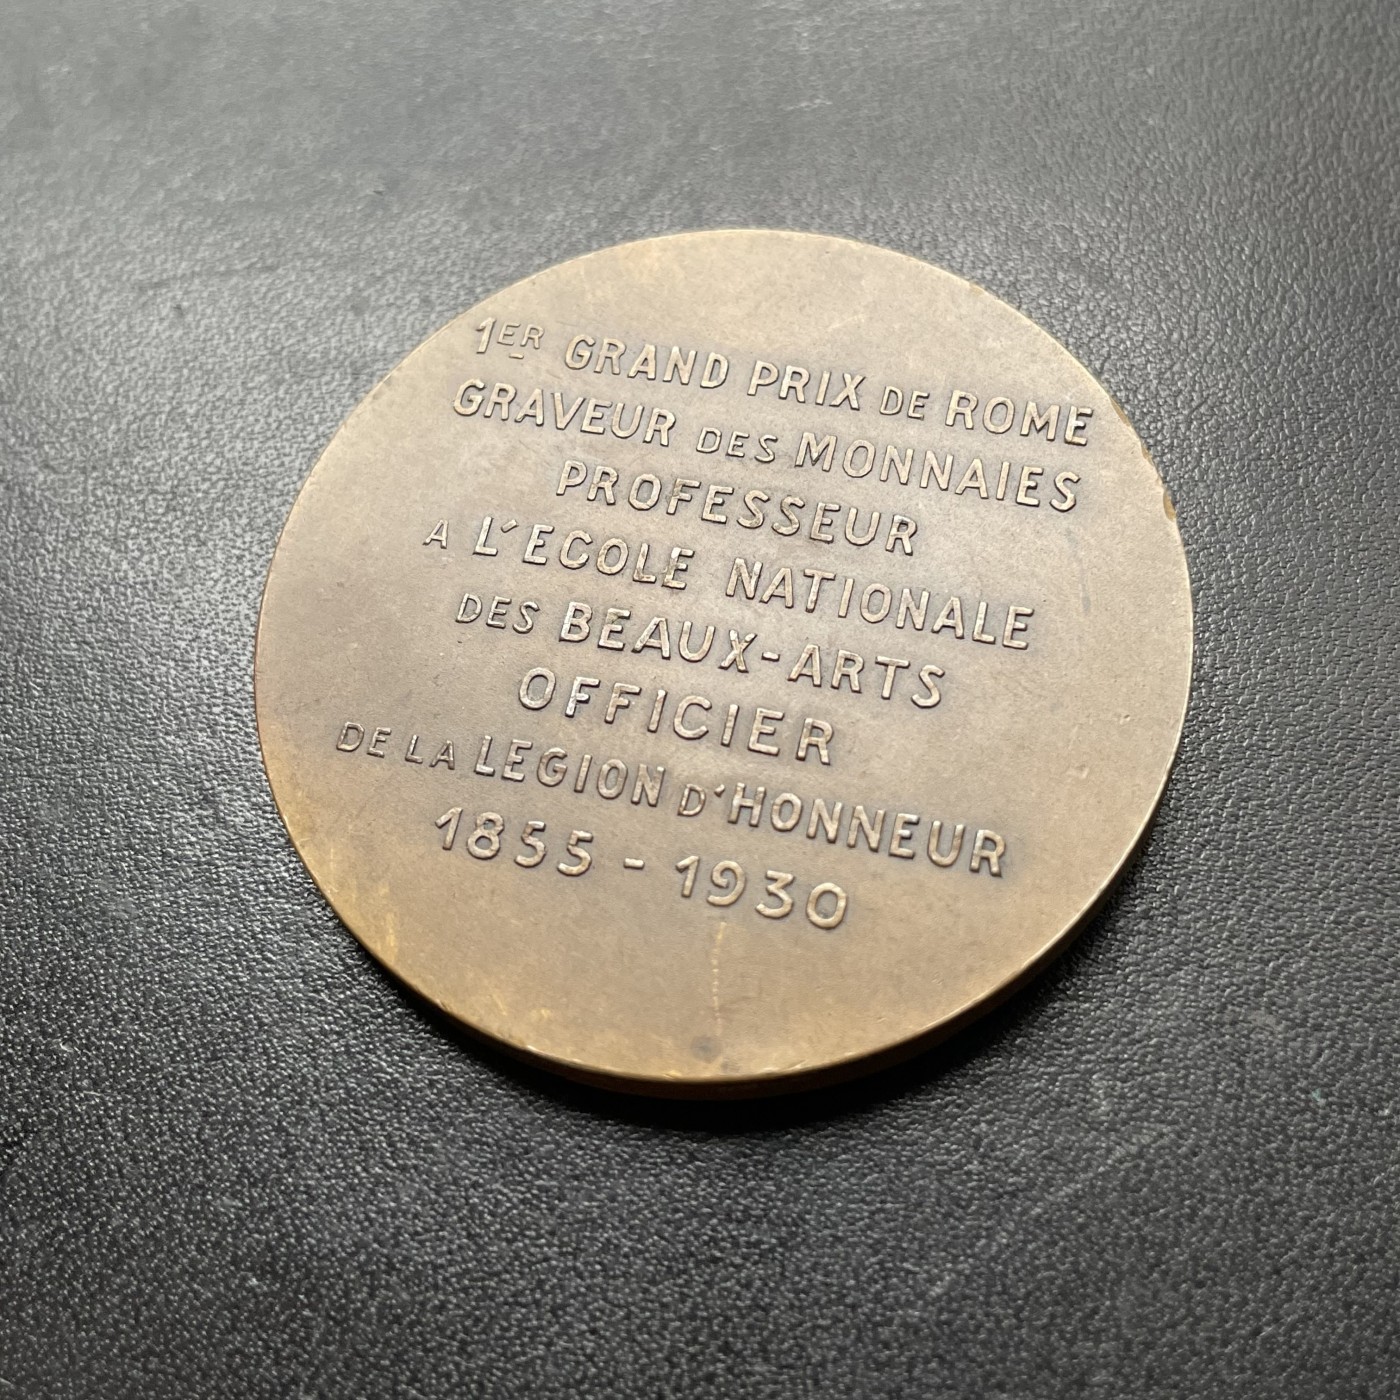 1ER GRAND PRIX DE ROME
GRAVEUR DES MONNAIES
PROFESSEUR
A L'ECOLE NATIONALE
DES BEAUX-ARTS
OFFICIER
DE LA LEGION D'HONNEUR
1855 - 1930